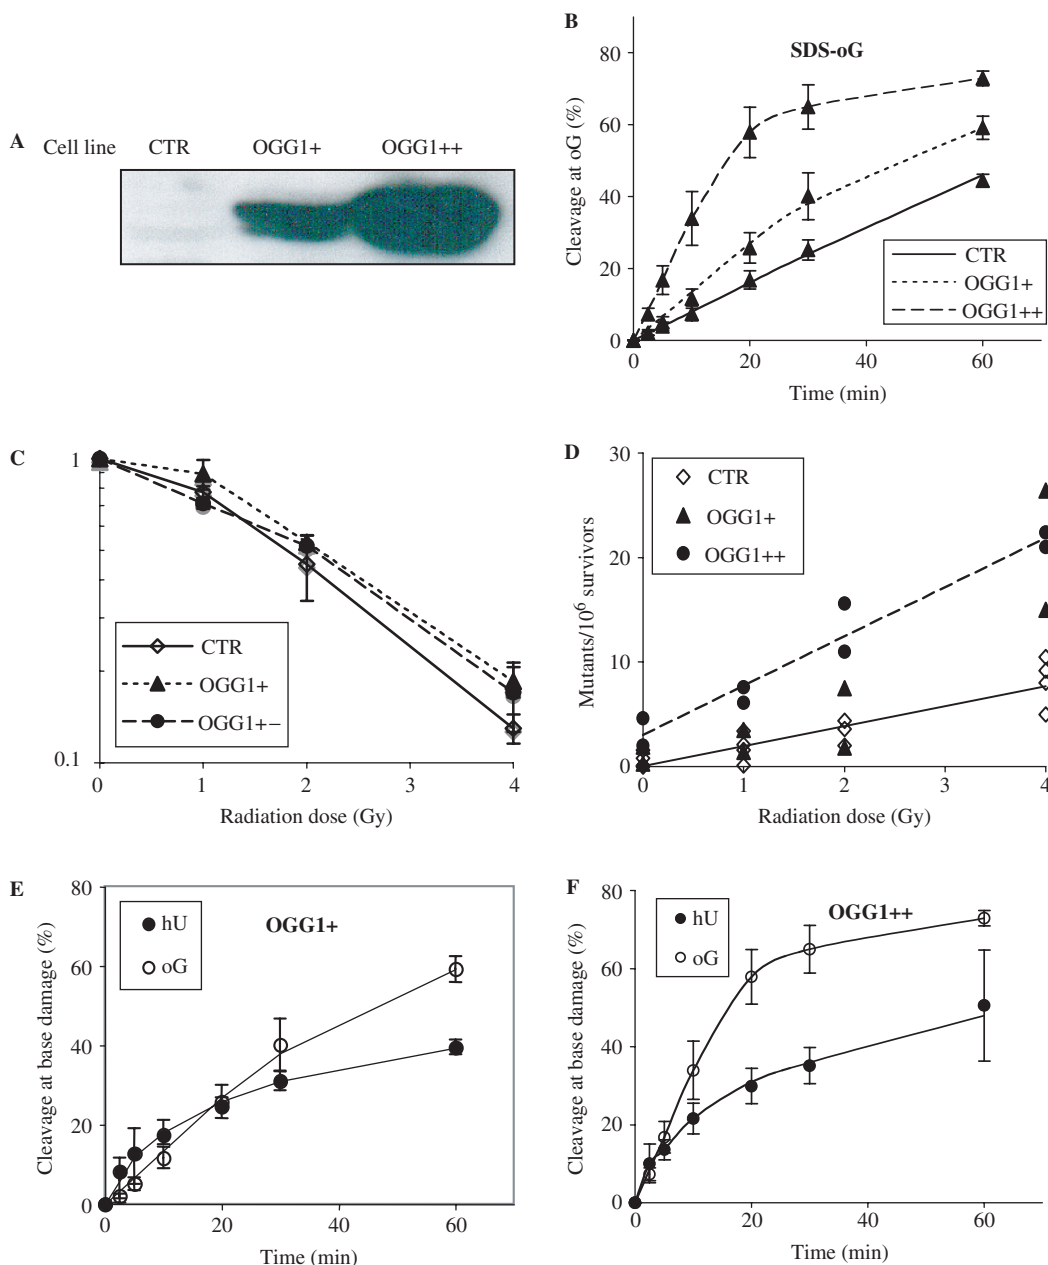 A Cell line CTR OGG1+ OGG1++
B
SDS-oG
Cleavage at oG (%)
80
60
40
20
0
0 20 40 60
Time (min)
CTR
OGG1+
OGG1++
C
1
0.1
0 1 2 4
Radiation dose (Gy)
CTR
OGG1+
OGG1+−
D
Mutants/10⁶ survivors
30
20
10
0
0 1 2 3 4
Radiation dose (Gy)
CTR
OGG1+
OGG1++
E
OGG1+
Cleavage at base damage (%)
80
60
40
20
0
0 20 40 60
Time (min)
hU
oG
F
OGG1++
Cleavage at base damage (%)
80
60
40
20
0
0 20 40 60
Time (min)
hU
oG